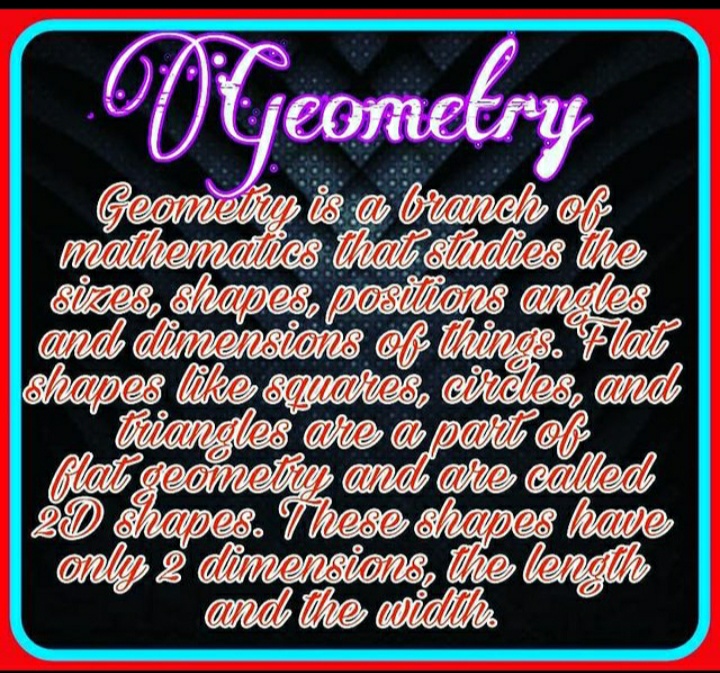 Geometry
Geometry is a branch of
mathematics that studies the
sizes, shapes, positions angles
and dimensions of things. Flat
shapes like squares, circles, and
triangles are a part of
flat geometry and are called
2D shapes. These shapes have
only 2 dimensions, the length
and the width.